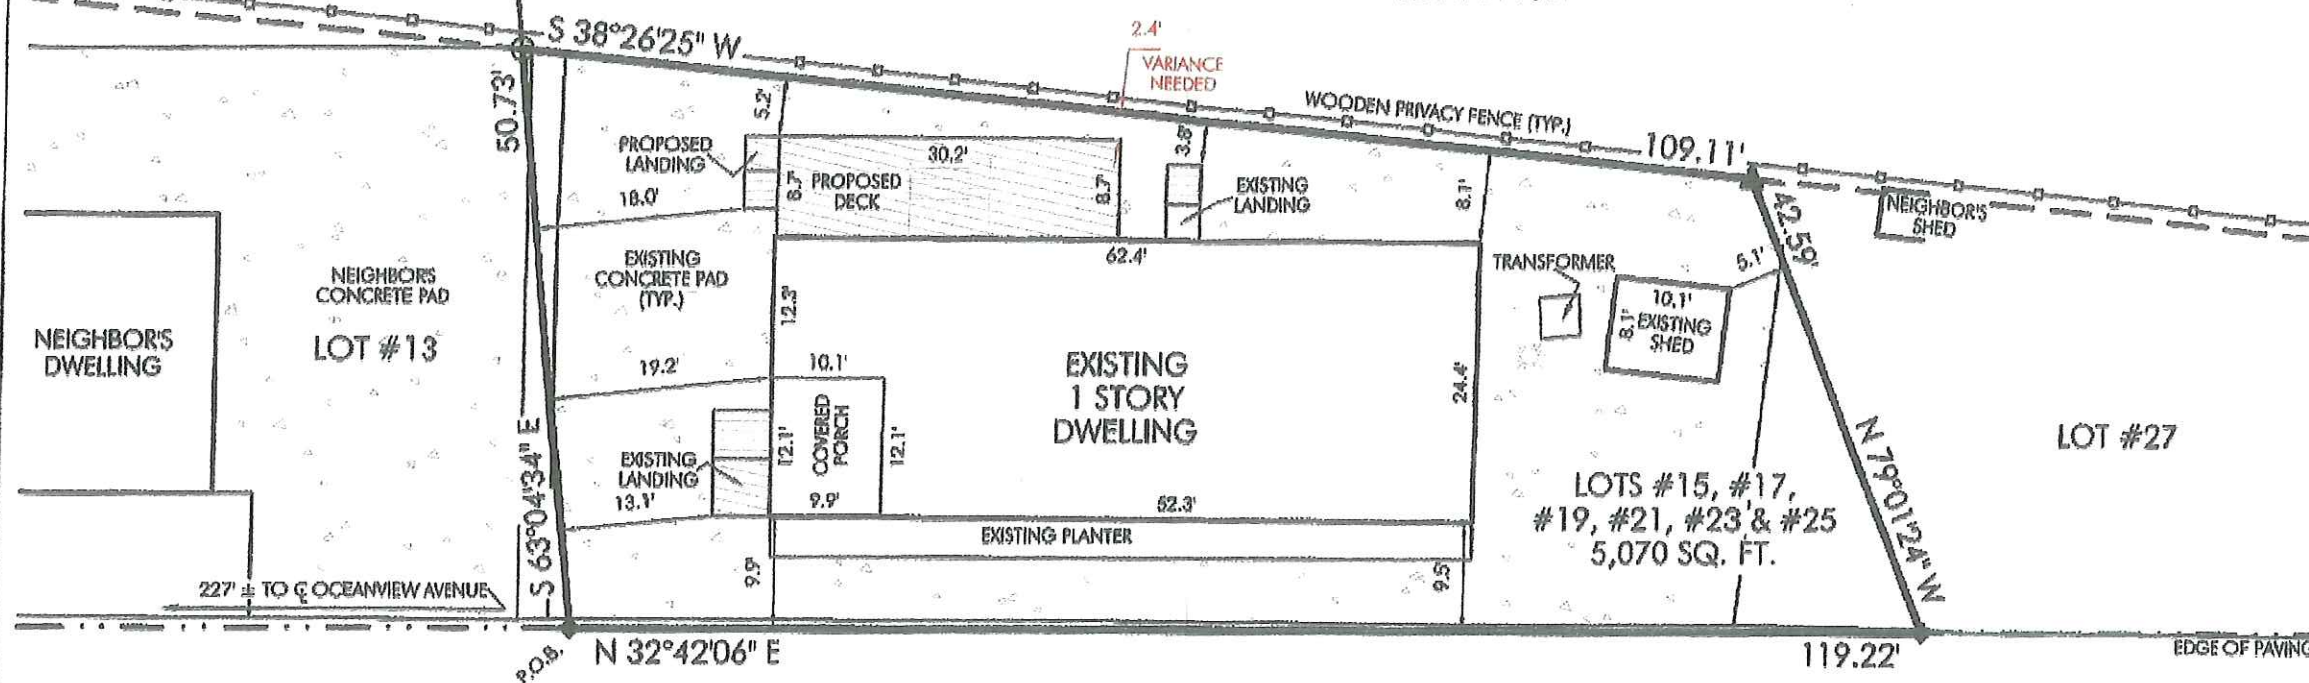 S 38°26'25" W
2.4'
VARIANCE
NEEDED
50.73'
5.2'
WOODEN PRIVACY FENCE (TYP.)
109.11'
PROPOSED
LANDING
30.2'
3.8'
8.7'
PROPOSED
DECK
8.7'
EXISTING
LANDING
8.1'
18.0'
42.59'
NEIGHBOR'S
SHED
NEIGHBOR'S
CONCRETE PAD
EXISTING
CONCRETE PAD
(TYP.)
62.4'
TRANSFORMER
5.1'
12.3'
10.1'
8.1'
EXISTING
SHED
NEIGHBOR'S
DWELLING
LOT #13
19.2'
10.1'
EXISTING
1 STORY
DWELLING
24.4'
12.1'
COVERED
PORCH
12.1'
LOT #27
EXISTING
LANDING
13.1'
9.9'
52.3'
S 63°04'34" E
N 79°01'24" W
LOTS #15, #17,
#19, #21, #23 & #25
5,070 SQ. FT.
EXISTING PLANTER
9.9'
9.5'
227' ± TO ℄ OCEANVIEW AVENUE
P.O.B.
N 32°42'06" E
119.22'
EDGE OF PAVING